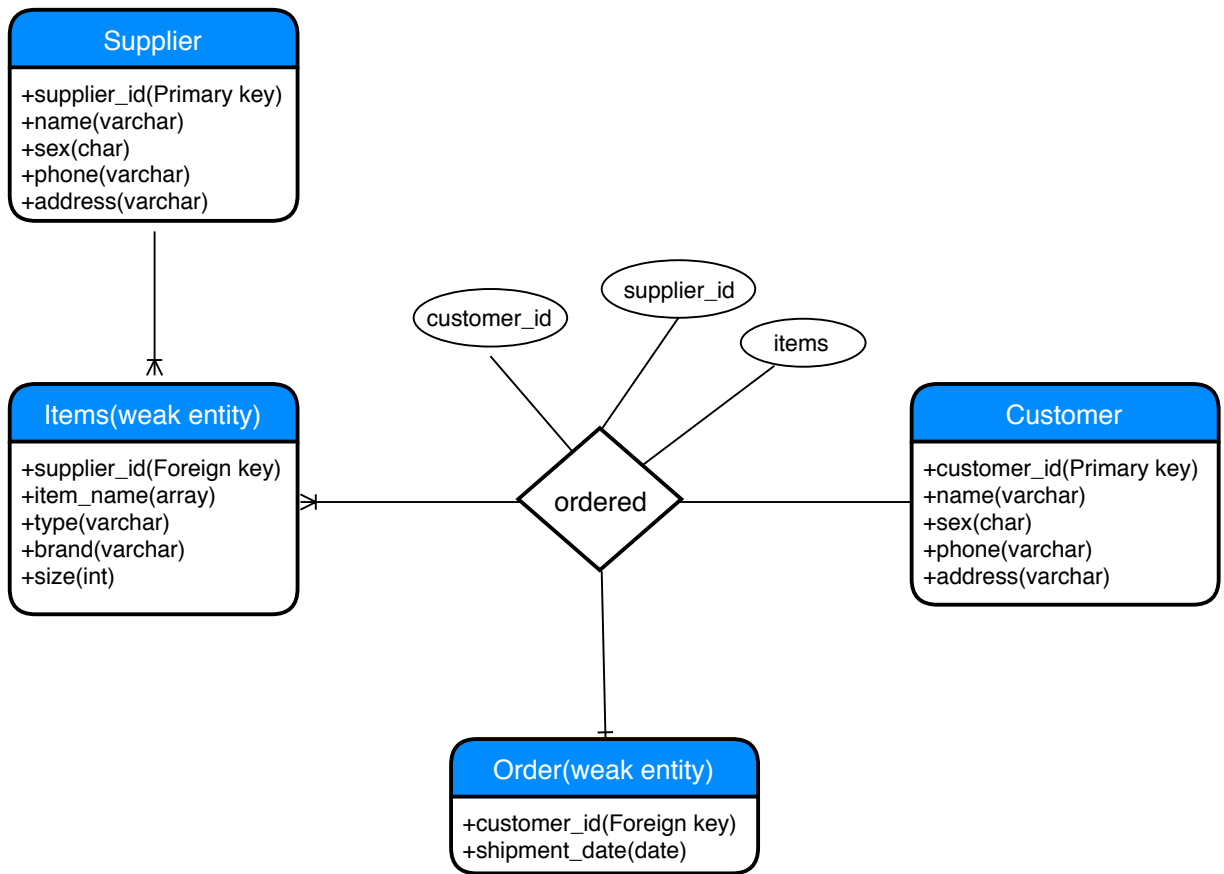 Supplier
+supplier_id(Primary key)
+name(varchar)
+sex(char)
+phone(varchar)
+address(varchar)
customer_id
supplier_id
items
Items(weak entity)
+supplier_id(Foreign key)
+item_name(array)
+type(varchar)
+brand(varchar)
+size(int)
ordered
Customer
+customer_id(Primary key)
+name(varchar)
+sex(char)
+phone(varchar)
+address(varchar)
Order(weak entity)
+customer_id(Foreign key)
+shipment_date(date)